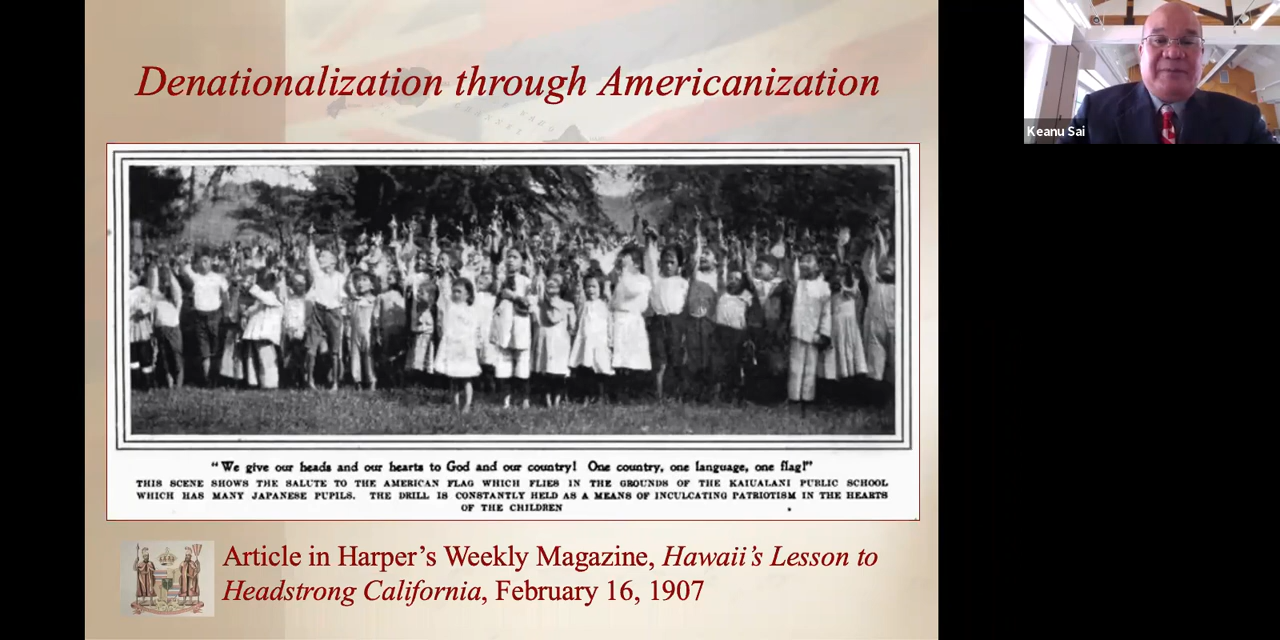 Denationalization through Americanization
Keanu Sai
“We give our heads and our hearts to God and our country! One country, one language, one flag!”
THIS SCENE SHOWS THE SALUTE TO THE AMERICAN FLAG WHICH FLIES IN THE GROUNDS OF THE KAIUALANI PUBLIC SCHOOL
WHICH HAS MANY JAPANESE PUPILS. THE DRILL IS CONSTANTLY HELD AS A MEANS OF INCULCATING PATRIOTISM IN THE HEARTS
OF THE CHILDREN
Article in Harper’s Weekly Magazine, Hawaii’s Lesson to
Headstrong California, February 16, 1907